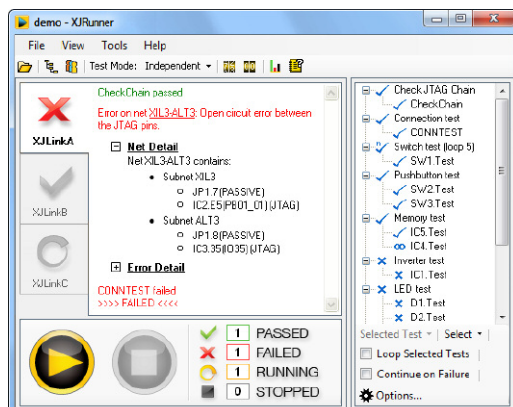 demo - XJRunner
File View Tools Help
Test Mode: Independent
XJLinkA
XJLinkB
XJLinkC
CheckChain passed
Error on net XIL3-ALT3: Open circuit error between
the JTAG pins.
Net Detail
Net XIL3-ALT3 contains:
Subnet XIL3
JP1.7(PASSIVE)
IC2.E5(PB01_01)(JTAG)
Subnet ALT3
JP1.8(PASSIVE)
IC3.35(IO35)(JTAG)
Error Detail
CONNTEST failed
>>>> FAILED <<<<
1 PASSED
1 FAILED
1 RUNNING
0 STOPPED
Check JTAG Chain
CheckChain
Connection test
CONNTEST
Switch test (loop 5)
SW1.Test
Pushbutton test
SW2.Test
SW3.Test
Memory test
IC5.Test
IC4.Test
Inverter test
IC1.Test
LED test
D1.Test
D2.Test
Selected Test Select
Loop Selected Tests
Continue on Failure
Options...